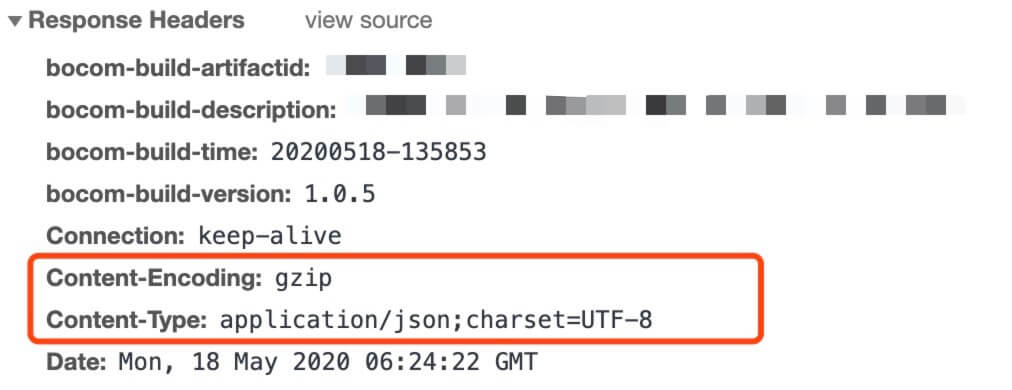 Response Headers view source
bocom-build-artifactid:
bocom-build-description:
bocom-build-time: 20200518-135853
bocom-build-version: 1.0.5
Connection: keep-alive
Content-Encoding: gzip
Content-Type: application/json;charset=UTF-8
Date: Mon, 18 May 2020 06:24:22 GMT